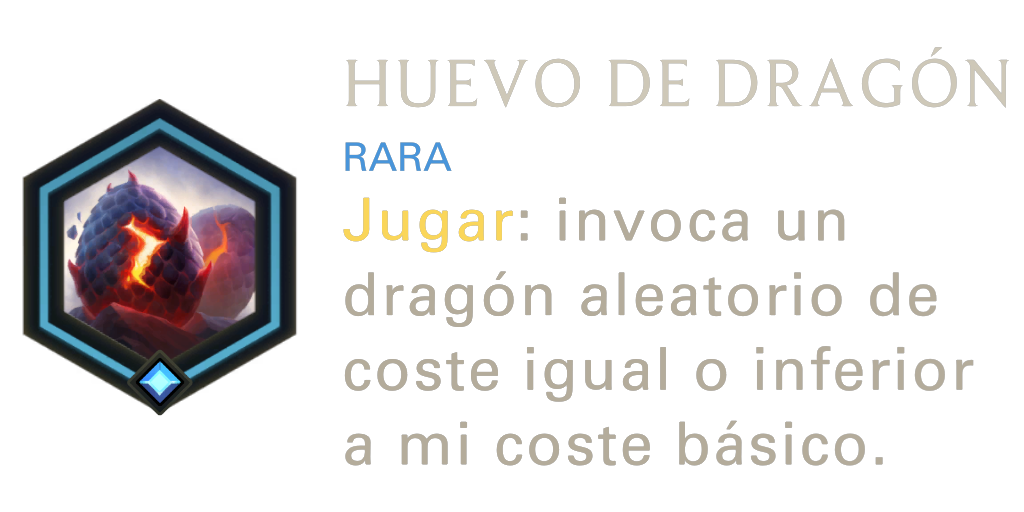 HUEVO DE DRAGÓN
RARA
Jugar: invoca un
dragón aleatorio de
coste igual o inferior
a mi coste básico.